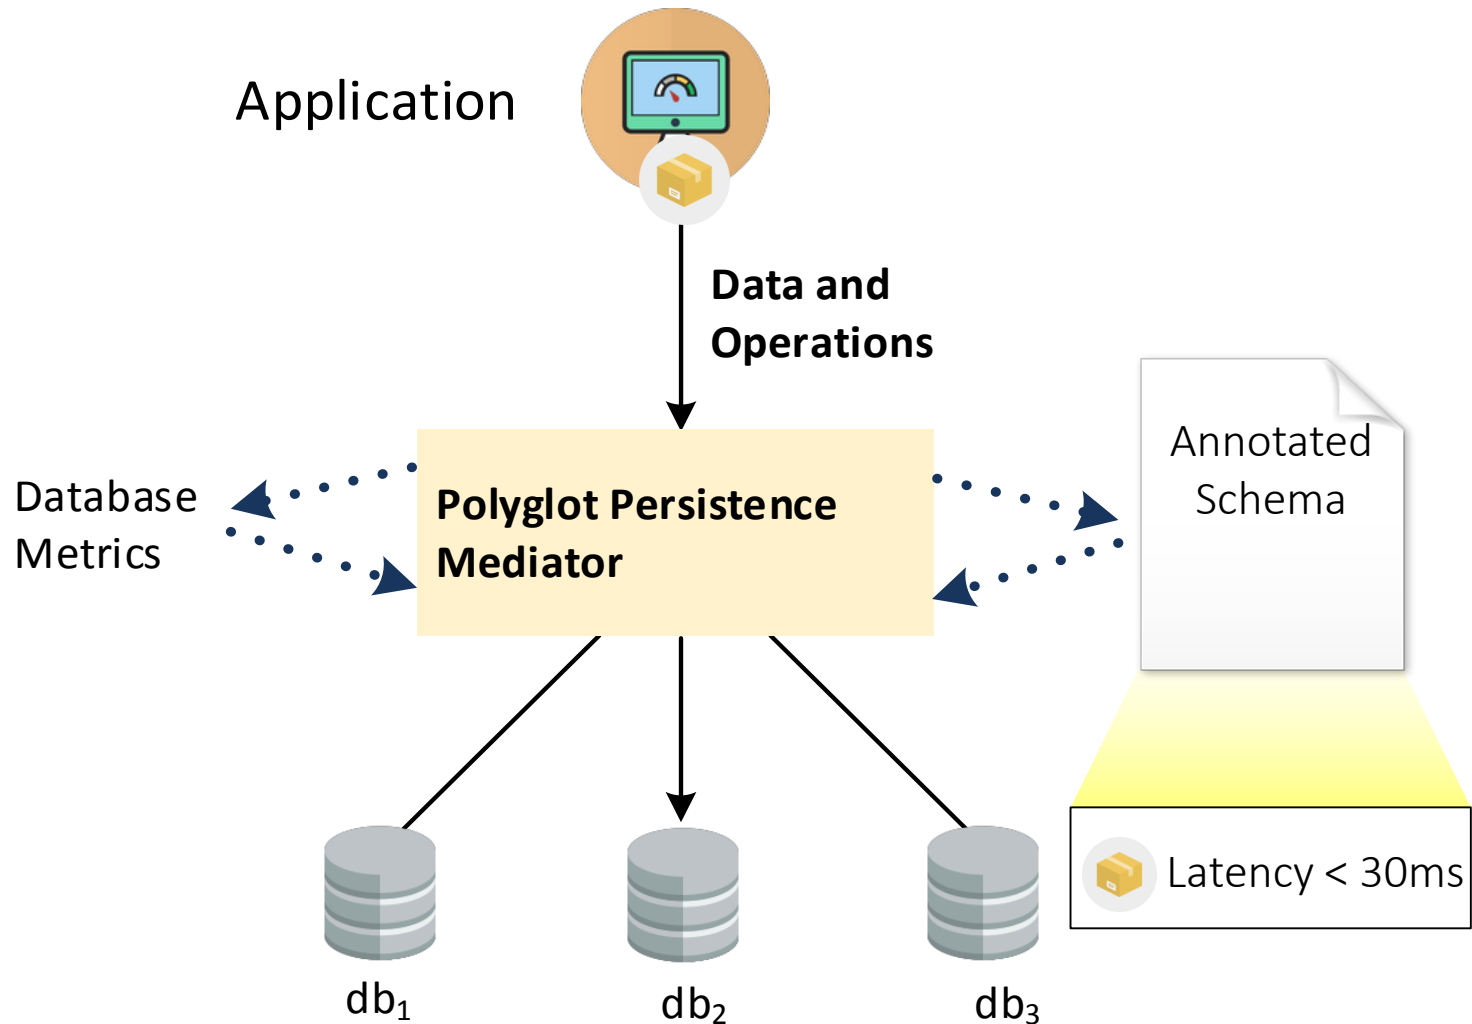 Application
Data and
Operations
Database
Metrics
Polyglot Persistence
Mediator
Annotated
Schema
Latency < 30ms
db₁
db₂
db₃